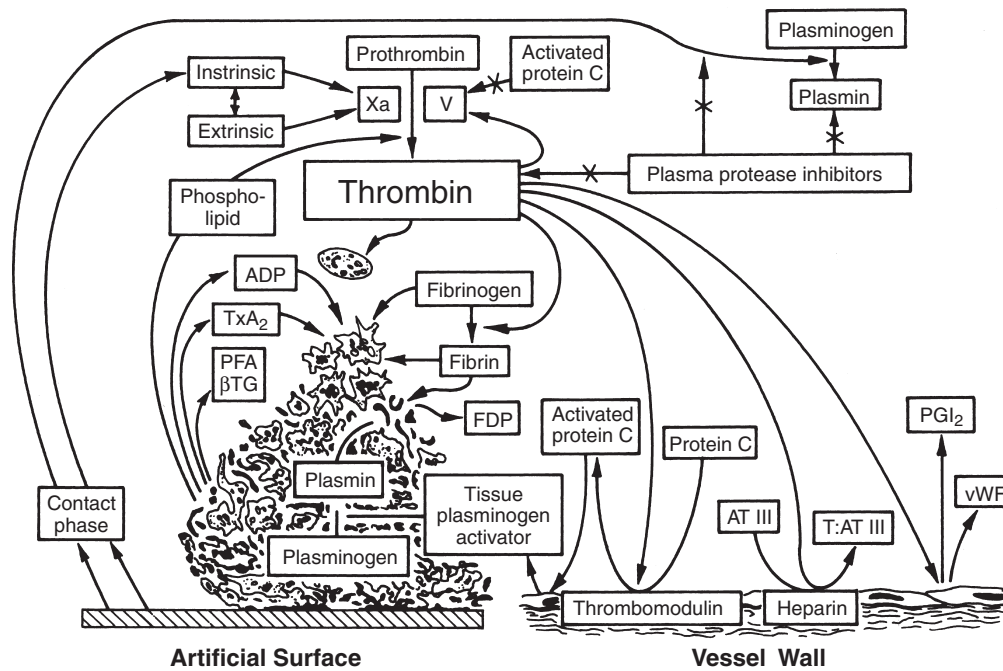 Plasminogen
Prothrombin
Activated
protein C
Instrinsic
Xa
V
Plasmin
Extrinsic
Plasma protease inhibitors
Thrombin
Phospho-
lipid
ADP
Fibrinogen
TxA2
PFA
βTG
Fibrin
FDP
Activated
protein C
Protein C
PGI2
Plasmin
Tissue
plasminogen
activator
vWF
Contact
phase
AT III
T:AT III
Plasminogen
Thrombomodulin
Heparin
Artificial Surface
Vessel Wall